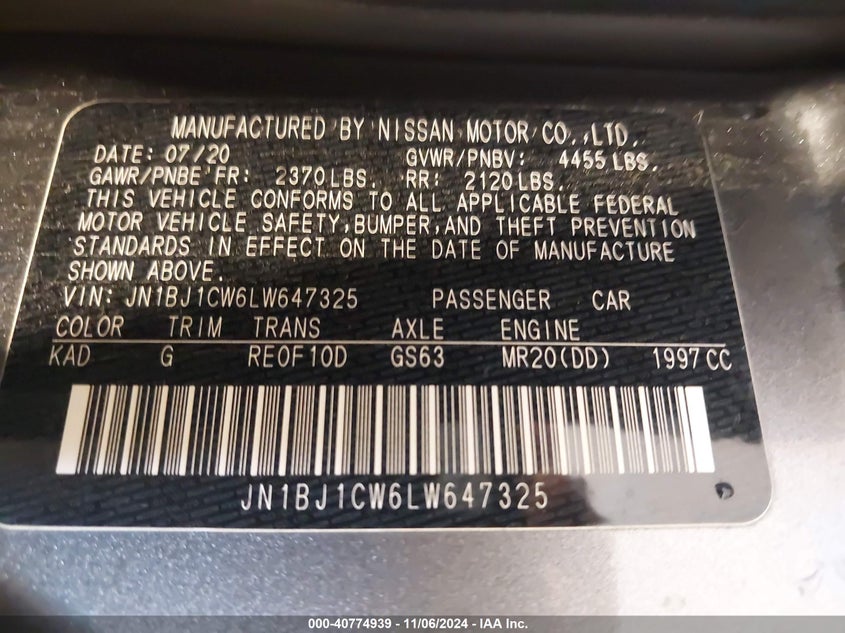 MANUFACTURED BY NISSAN MOTOR CO.,LTD.
DATE: 07/20 GVWR/PNBV: 4455 LBS.
GAWR/PNBE FR: 2370 LBS. RR: 2120 LBS.
THIS VEHICLE CONFORMS TO ALL APPLICABLE FEDERAL
MOTOR VEHICLE SAFETY,BUMPER,AND THEFT PREVENTION
STANDARDS IN EFFECT ON THE DATE OF MANUFACTURE
SHOWN ABOVE.
VIN: JN1BJ1CW6LW647325 PASSENGER CAR
COLOR TRIM TRANS AXLE ENGINE
KAD G RE0F10D GS63 MR20(DD) 1997 CC
JN1BJ1CW6LW647325
000-40774939 - 11/06/2024 - IAA Inc.